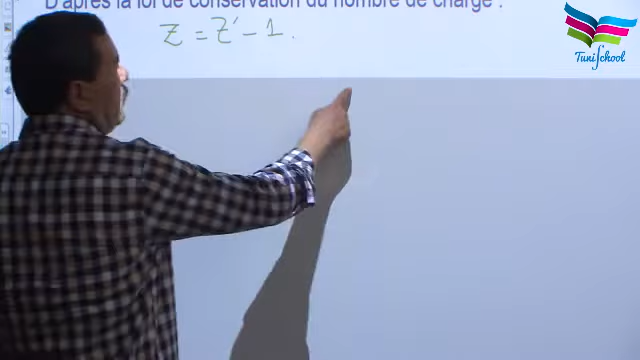 D'après la loi de conservation du nombre de charge :
Z = Z' - 1 .
TuniSchool